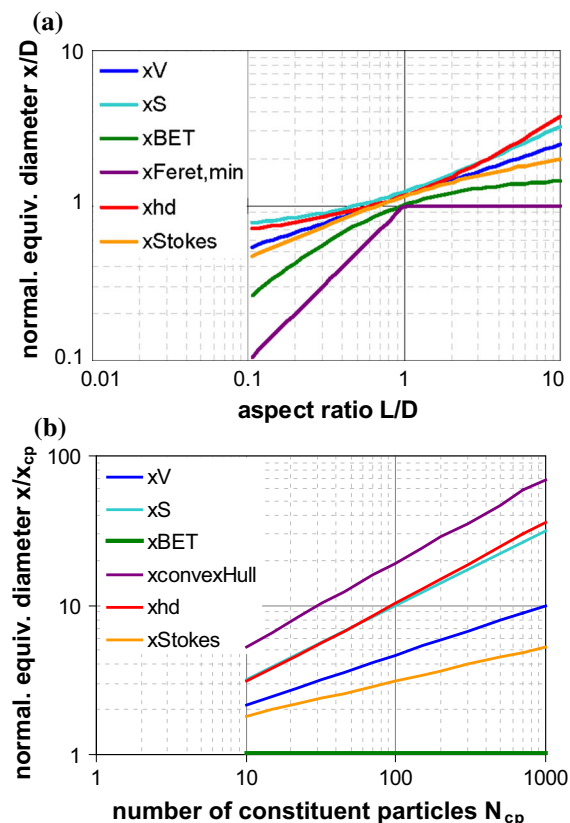 (a)
normal. equiv. diameter x/D
10
1
0.1
xV
xS
xBET
xFeret,min
xhd
xStokes
0.01
0.1
1
10
aspect ratio L/D
(b)
normal. equiv. diameter x/xcp
100
10
1
xV
xS
xBET
xconvexHull
xhd
xStokes
1
10
100
1000
number of constituent particles Ncp